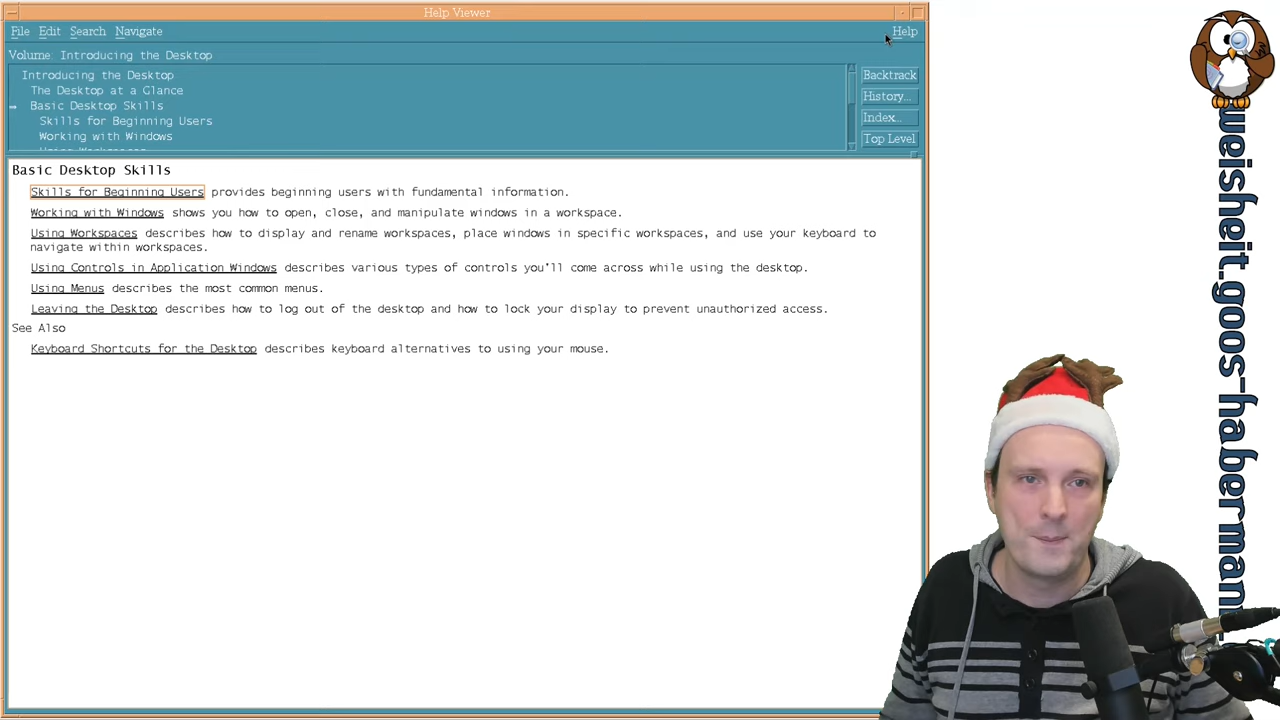 Help Viewer
File Edit Search Navigate Help
Volume: Introducing the Desktop
Introducing the Desktop
The Desktop at a Glance
Basic Desktop Skills
Skills for Beginning Users
Working with Windows
Using Workspaces
Backtrack
History...
Index...
Top Level
Basic Desktop Skills
Skills for Beginning Users provides beginning users with fundamental information.
Working with Windows shows you how to open, close, and manipulate windows in a workspace.
Using Workspaces describes how to display and rename workspaces, place windows in specific workspaces, and use your keyboard to
navigate within workspaces.
Using Controls in Application Windows describes various types of controls you'll come across while using the desktop.
Using Menus describes the most common menus.
Leaving the Desktop describes how to log out of the desktop and how to lock your display to prevent unauthorized access.
See Also
Keyboard Shortcuts for the Desktop describes keyboard alternatives to using your mouse.
weisheit.goos-haberman